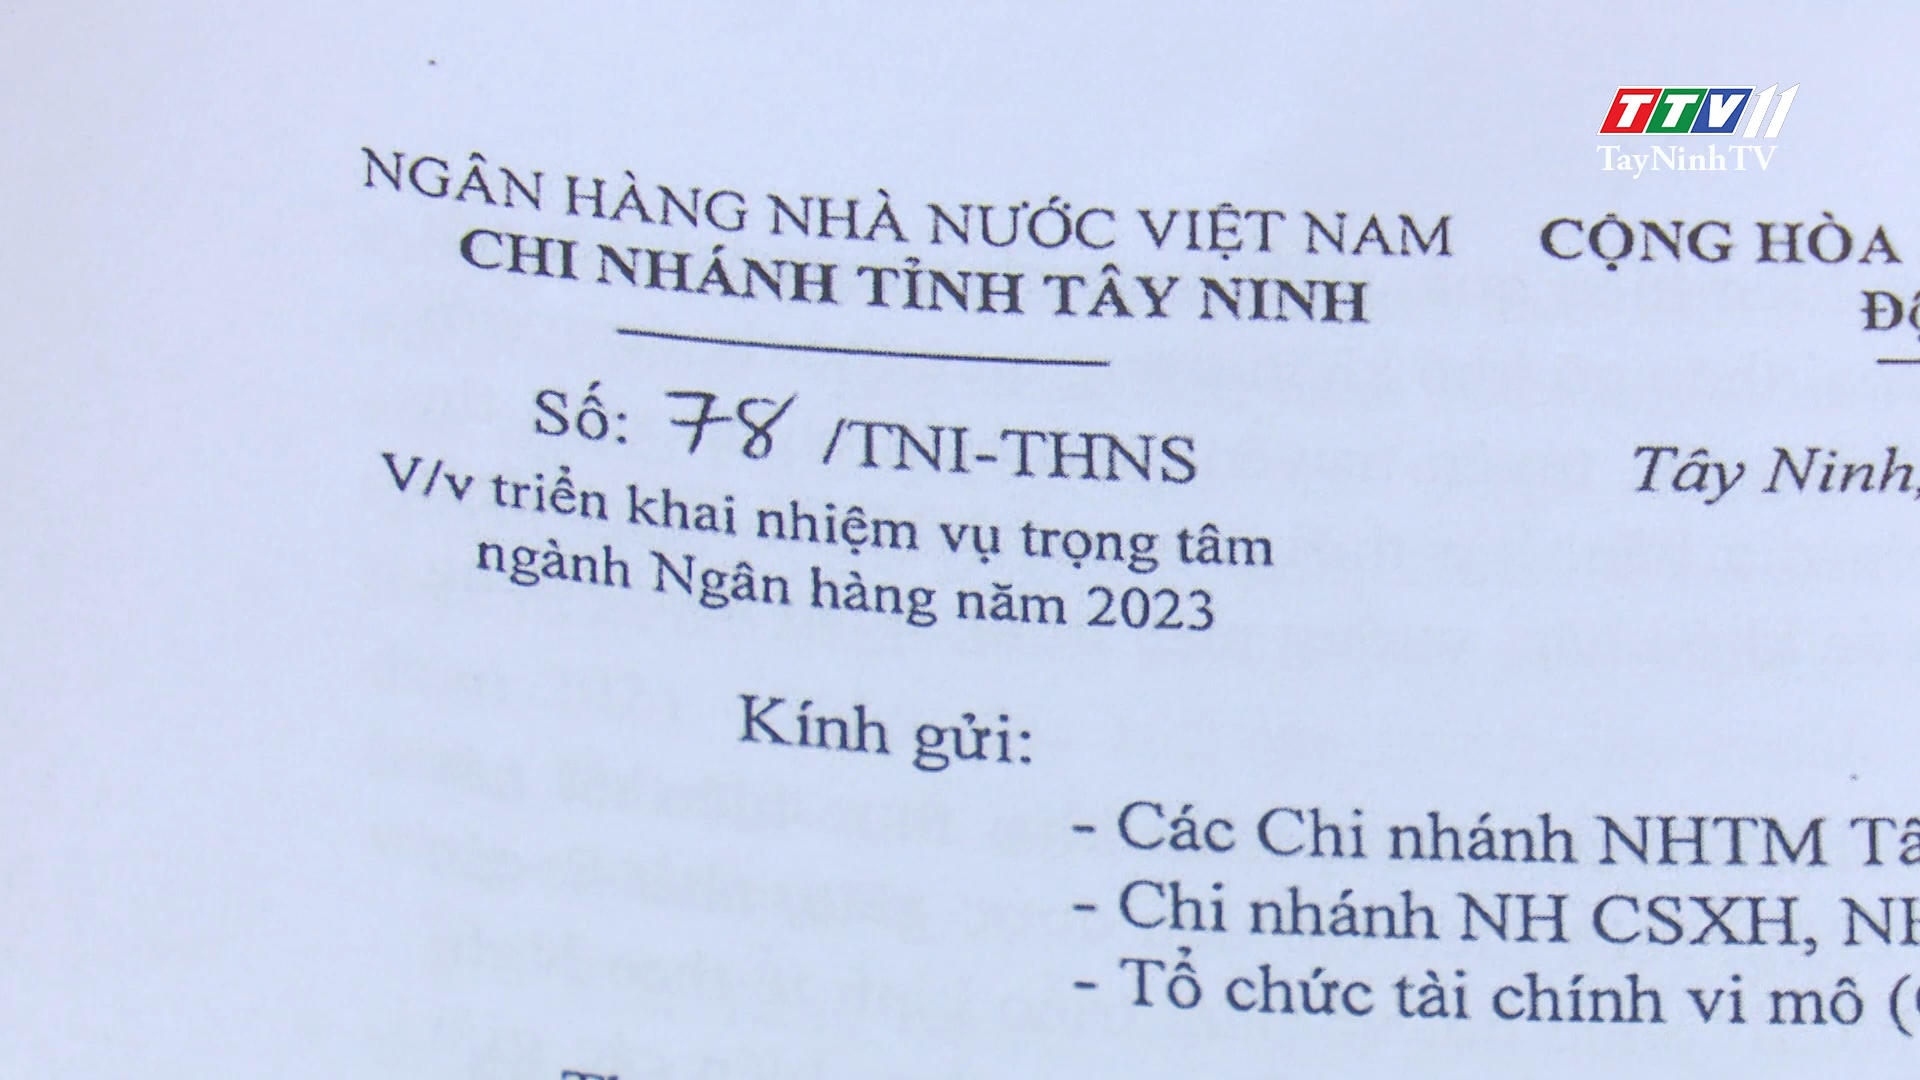 TTV11
TayNinhTV
NGÂN HÀNG NHÀ NƯỚC VIỆT NAM
CHI NHÁNH TỈNH TÂY NINH
CỘNG HÒA
Số: 78 /TNI-THNS
V/v triển khai nhiệm vụ trọng tâm
ngành Ngân hàng năm 2023
Tây Ninh,
Kính gửi:
- Các Chi nhánh NHTM
- Chi nhánh NH CSXH,
- Tổ chức tài chính vi mô (